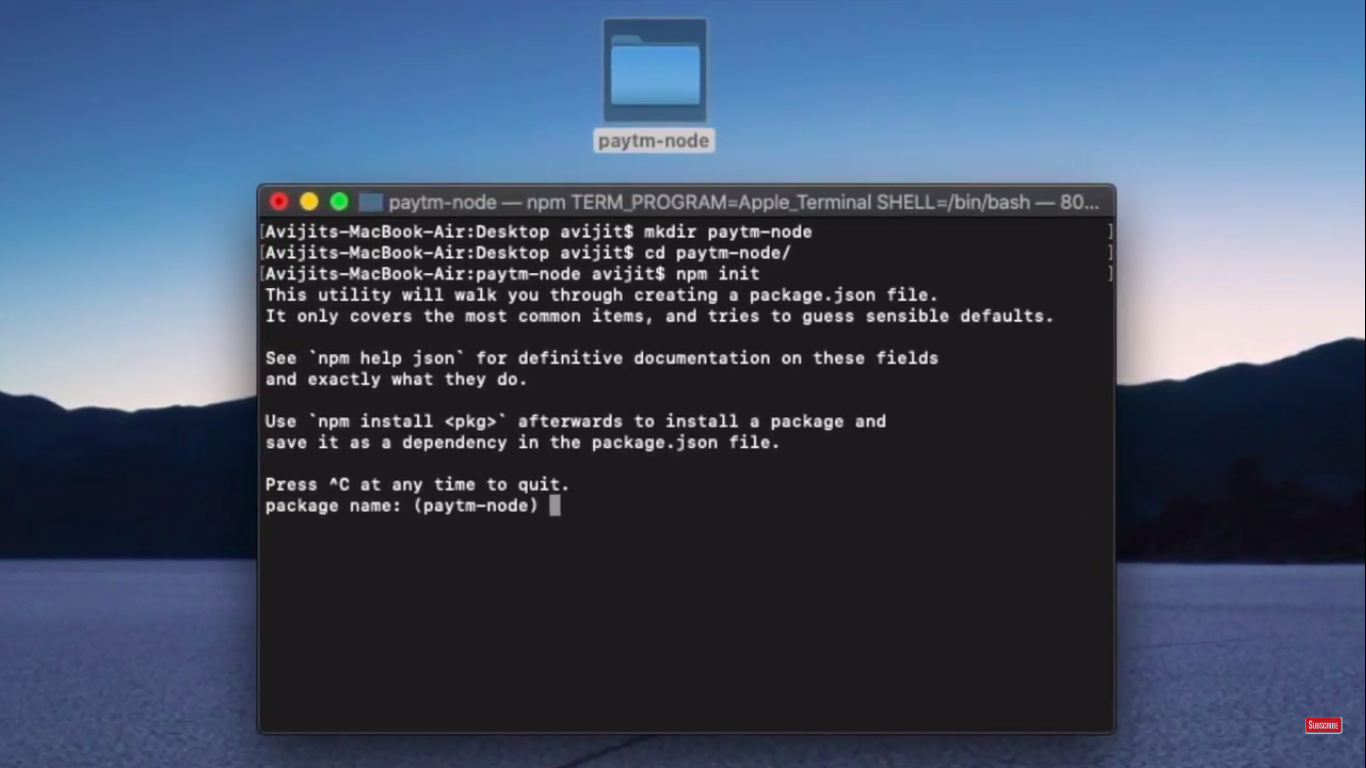 paytm-node
paytm-node — npm TERM_PROGRAM=Apple_Terminal SHELL=/bin/bash — 80...
[Avijits-MacBook-Air:Desktop avijit$ mkdir paytm-node ]
[Avijits-MacBook-Air:Desktop avijit$ cd paytm-node/ ]
[Avijits-MacBook-Air:paytm-node avijit$ npm init ]
This utility will walk you through creating a package.json file.
It only covers the most common items, and tries to guess sensible defaults.
See `npm help json` for definitive documentation on these fields
and exactly what they do.
Use `npm install <pkg>` afterwards to install a package and
save it as a dependency in the package.json file.
Press ^C at any time to quit.
package name: (paytm-node)
SUBSCRIBE